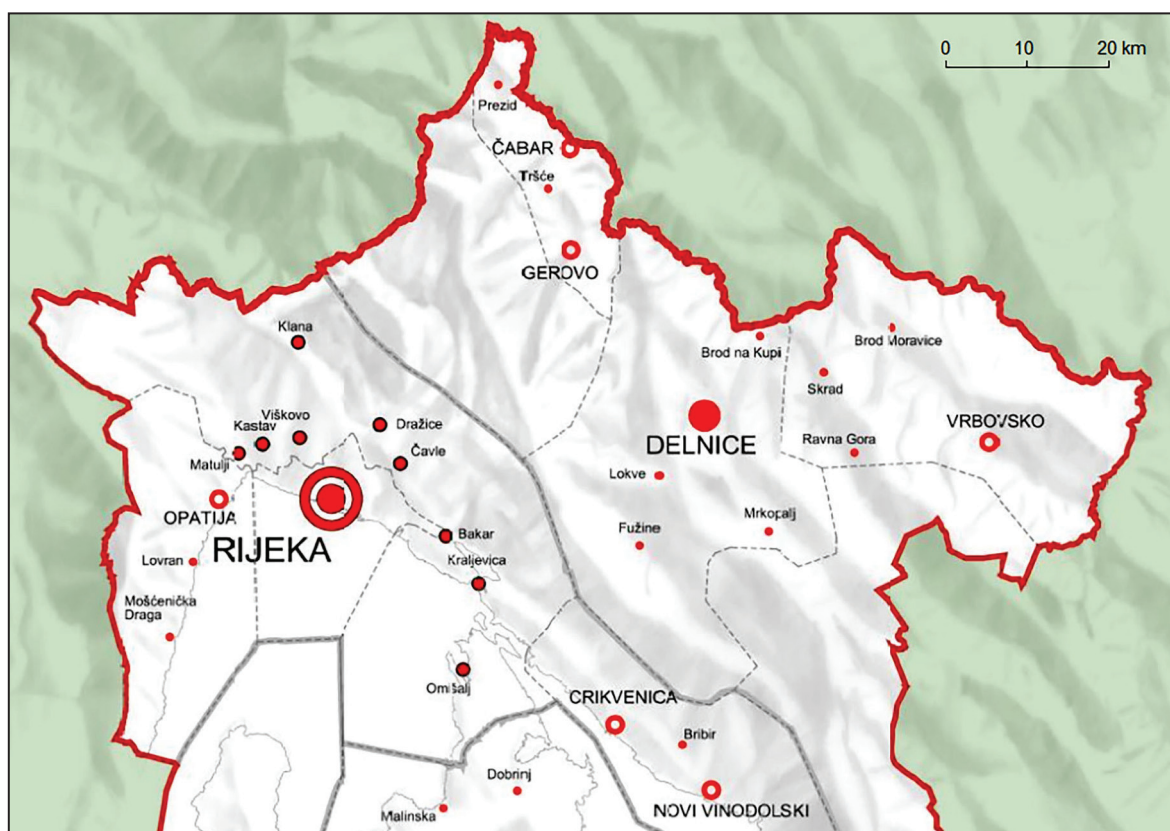 0 10 20 km
Prezid
ČABAR
Tršće
GEROVO
Klana
Brod na Kupi
Brod Moravice
Skrad
Viškovo
Kastav
Dražice
DELNICE
VRBOVSKO
Ravna Gora
Matulji
Čavle
Lokve
OPATIJA
RIJEKA
Fužine
Mrkopalj
Bakar
Lovran
Kraljevica
Mošćenička
Draga
Omišalj
CRIKVENICA
Bribir
Dobrinj
Malinska
NOVI VINODOLSKI